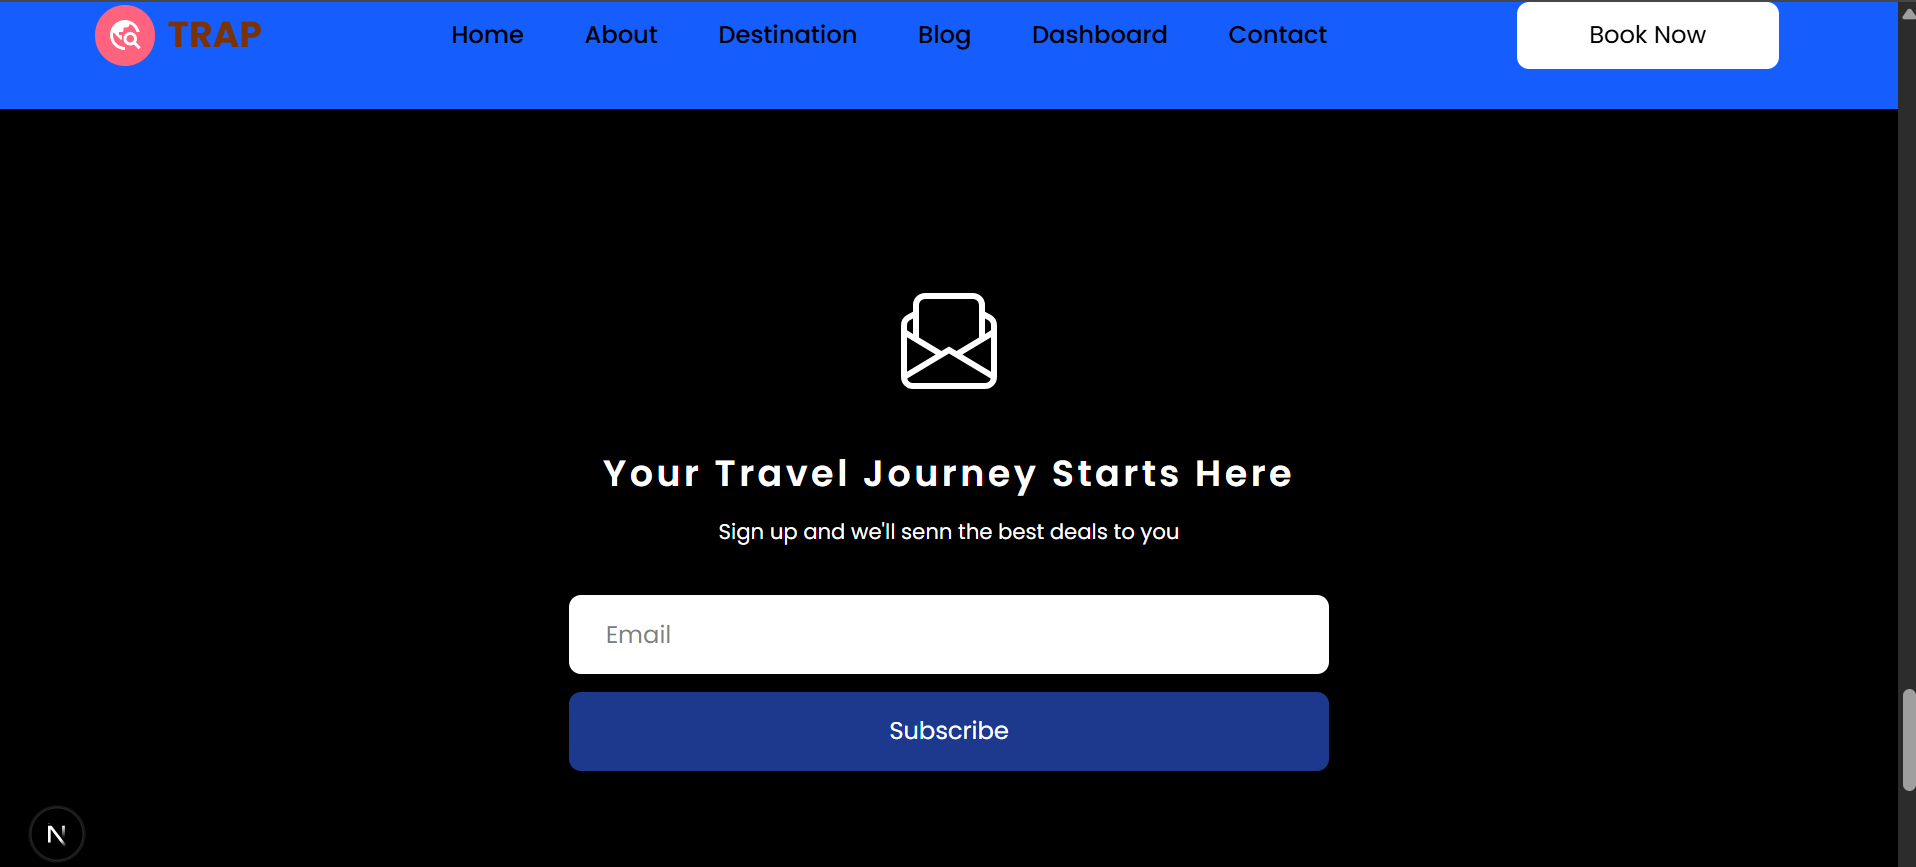 TRAP Home About Destination Blog Dashboard Contact Book Now
Your Travel Journey Starts Here
Sign up and we'll senn the best deals to you
Email
Subscribe
N